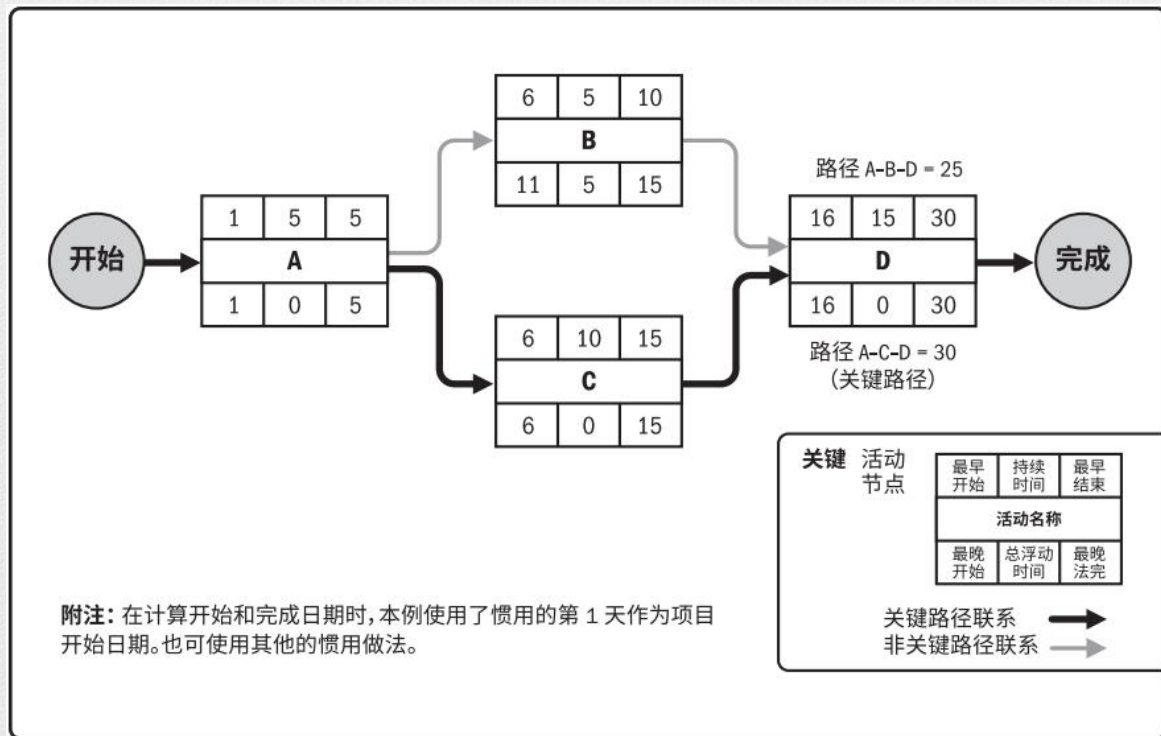 6 5 10
B
11 5 15
路径 A-B-D = 25
开始
1 5 5
A
1 0 5
16 15 30
D
16 0 30
完成
6 10 15
C
6 0 15
路径 A-C-D = 30
（关键路径）
关键 活动
节点
最早
开始
持续
时间
最早
结束
活动名称
最晚
开始
总浮动
时间
最晚
法完
关键路径联系
非关键路径联系
附注：在计算开始和完成日期时，本例使用了惯用的第 1 天作为项目
开始日期。也可使用其他的惯用做法。